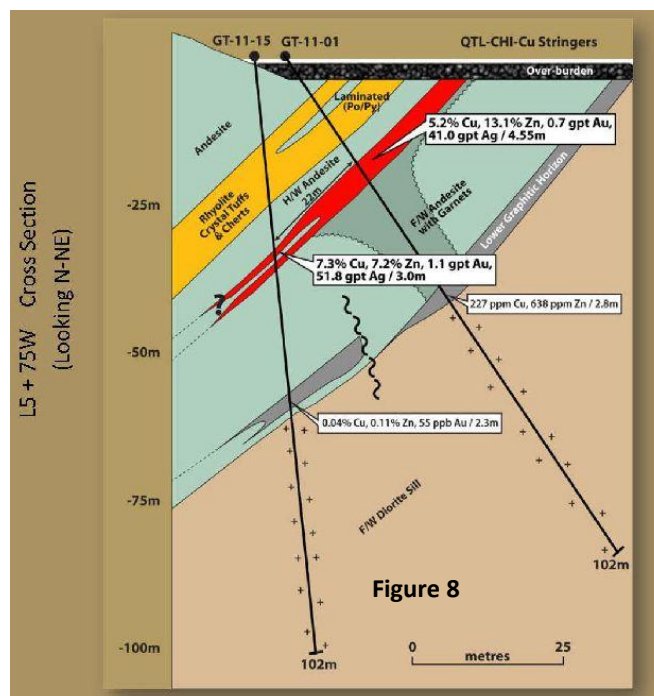 GT-11-15
GT-11-01
QTL-CHI-Cu Stringers
Over-burden
Laminated
(Po/Py)
Andesite
5.2% Cu, 13.1% Zn, 0.7 gpt Au,
41.0 gpt Ag / 4.55m
-25m
Rhyolite
Crystal Tuffs
& Cherts
H/W Andesite
22m
F/W Andesite
with Garnets
Lower Graphitic Horizon
L5 + 75W Cross Section
(Looking N-NE)
7.3% Cu, 7.2% Zn, 1.1 gpt Au,
51.8 gpt Ag / 3.0m
?
227 ppm Cu, 638 ppm Zn / 2.8m
-50m
0.04% Cu, 0.11% Zn, 55 ppb Au / 2.3m
-75m
F/W Diorite Sill
102m
Figure 8
-100m
102m
0
25
metres